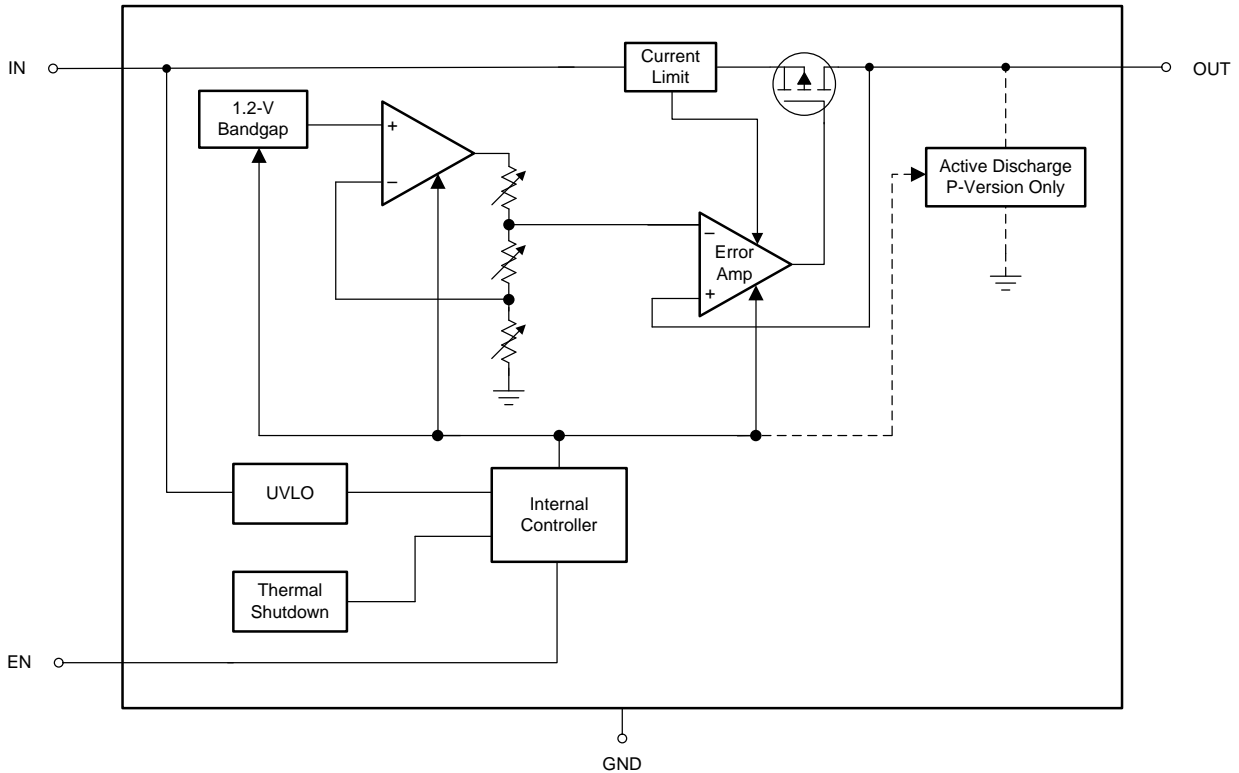 IN
Current
Limit
OUT
1.2-V
Bandgap
+
−
Active Discharge
P-Version Only
−
Error
Amp
+
UVLO
Internal
Controller
Thermal
Shutdown
EN
GND